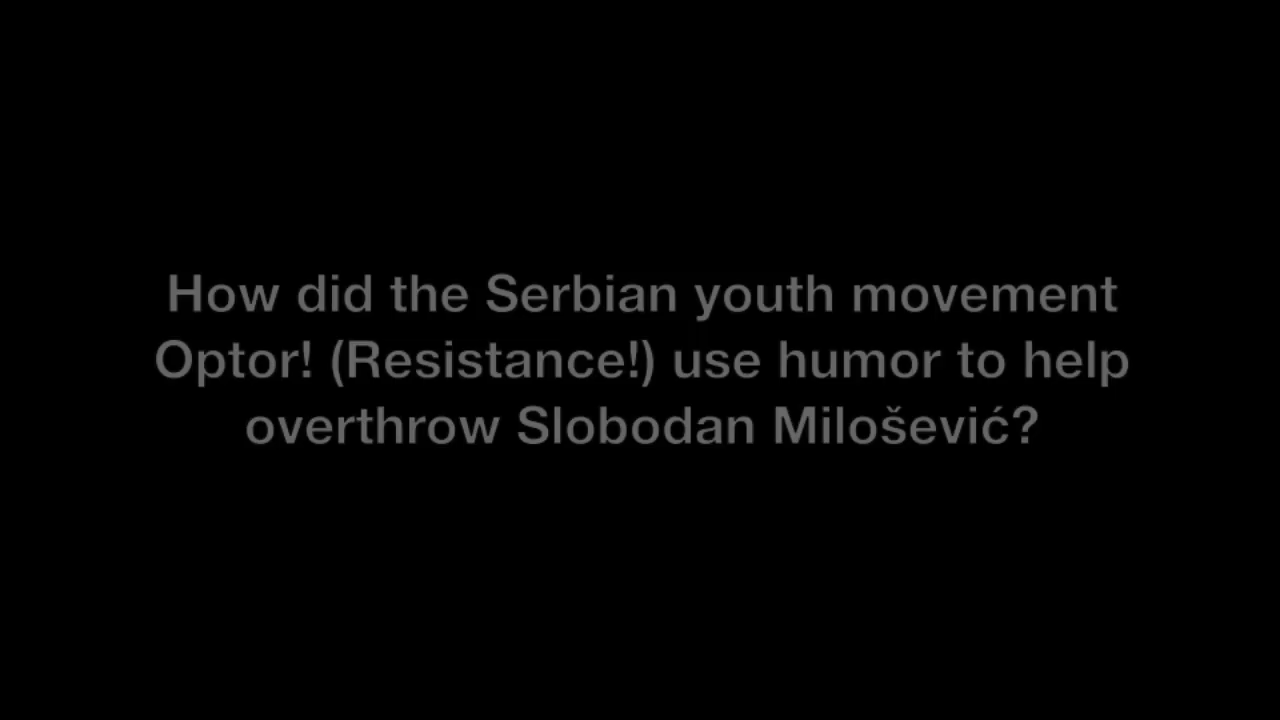 How did the Serbian youth movement
Optor! (Resistance!) use humor to help
overthrow Slobodan Milošević?